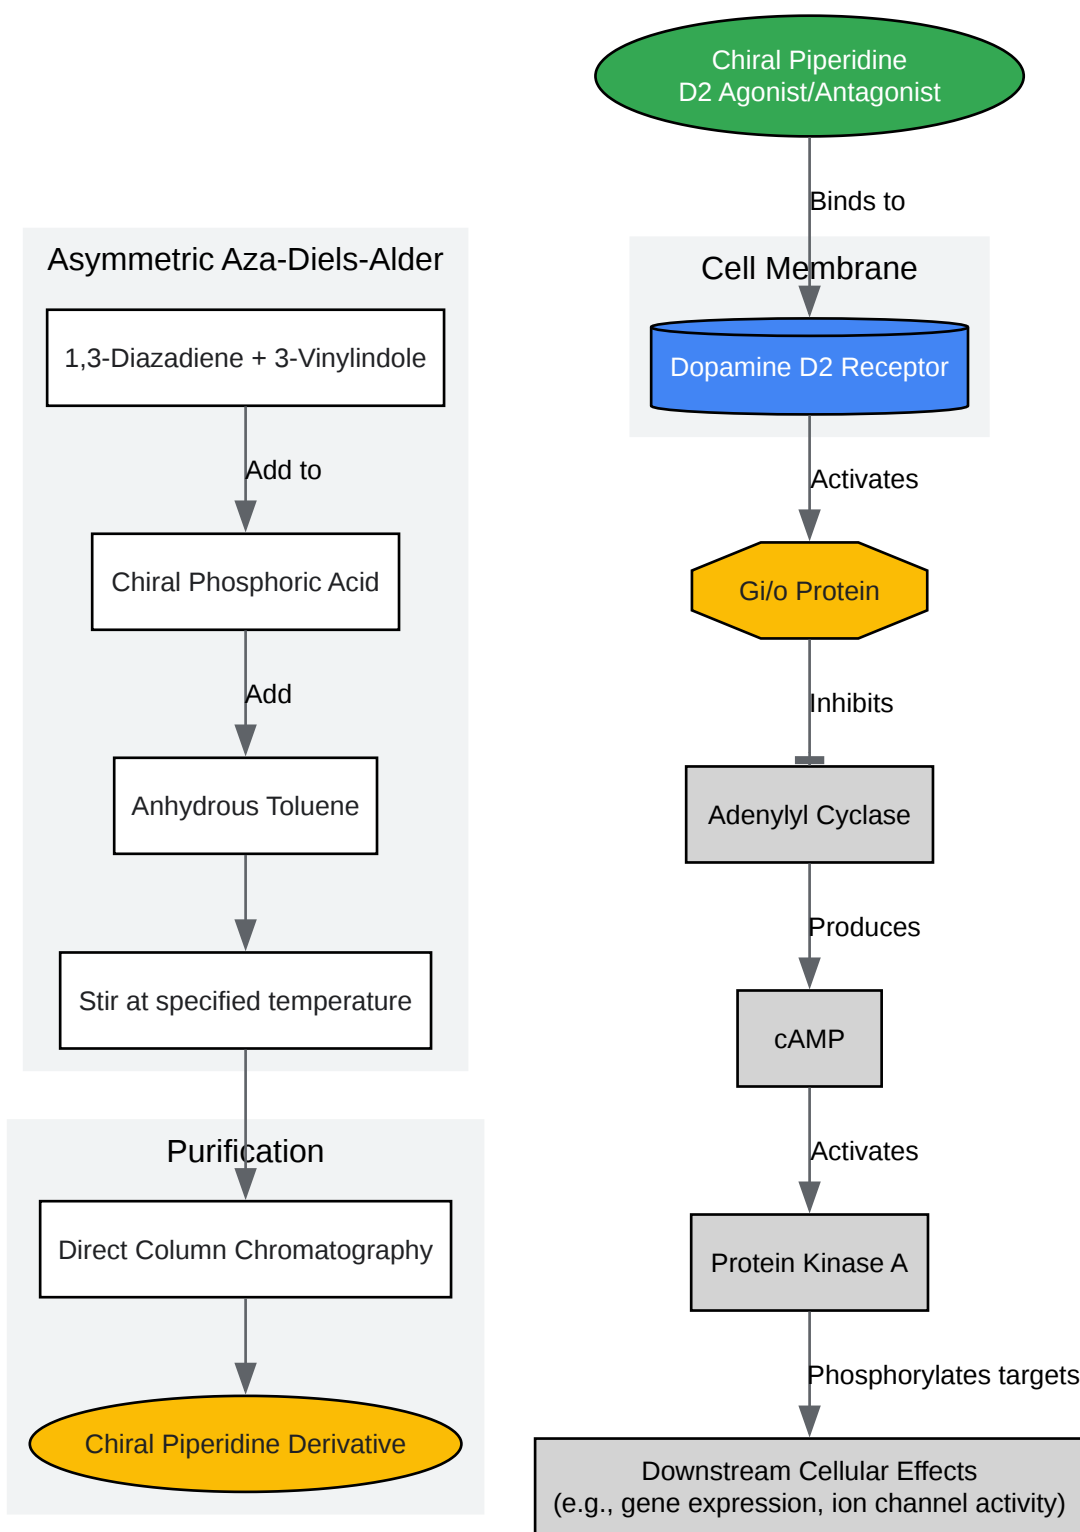 Asymmetric Aza-Diels-Alder
1,3-Diazadiene + 3-Vinylindole
Add to
Chiral Phosphoric Acid
Add
Anhydrous Toluene
Stir at specified temperature
Purification
Direct Column Chromatography
Chiral Piperidine Derivative
Chiral Piperidine
D2 Agonist/Antagonist
Binds to
Cell Membrane
Dopamine D2 Receptor
Activates
Gi/o Protein
Inhibits
Adenylyl Cyclase
Produces
cAMP
Activates
Protein Kinase A
Phosphorylates targets
Downstream Cellular Effects
(e.g., gene expression, ion channel activity)